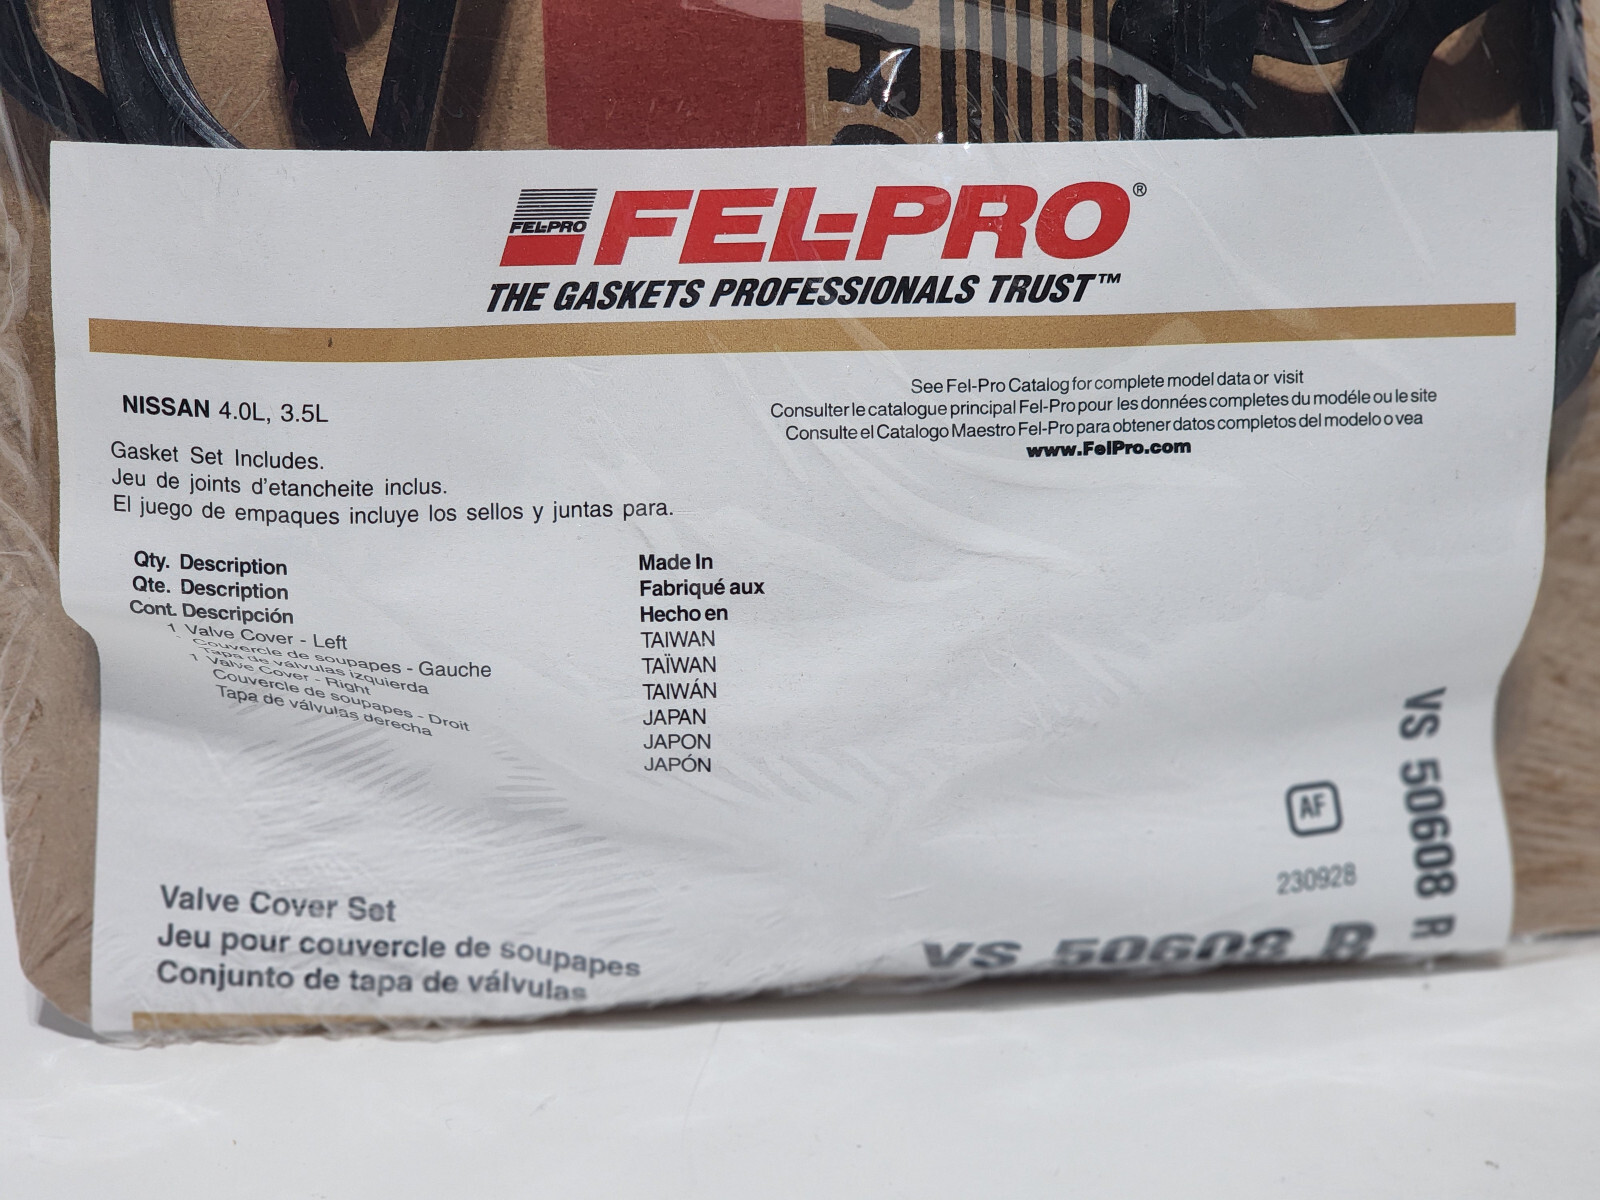 FEL-PRO FEL-PRO®
THE GASKETS PROFESSIONALS TRUST™
NISSAN 4.0L, 3.5L
See Fel-Pro Catalog for complete model data or visit
Consulter le catalogue principal Fel-Pro pour les données completes du modéle ou le site
Consulte el Catalogo Maestro Fel-Pro para obtener datos completos del modelo o vea
www.FelPro.com
Gasket Set Includes.
Jeu de joints d'etancheite inclus.
El juego de empaques incluye los sellos y juntas para.
Qty. Description Made In
Qte. Description Fabriqué aux
Cont. Descripción Hecho en
1 Valve Cover - Left TAIWAN
Couvercle de soupapes - Gauche TAÏWAN
Tapa de válvulas izquierda TAIWÁN
1 Valve Cover - Right JAPAN
Couvercle de soupapes - Droit JAPON
Tapa de válvulas derecha JAPÓN
AF
230928
VS 50608 R
Valve Cover Set
Jeu pour couvercle de soupapes
Conjunto de tapa de válvulas
VS 50608 R